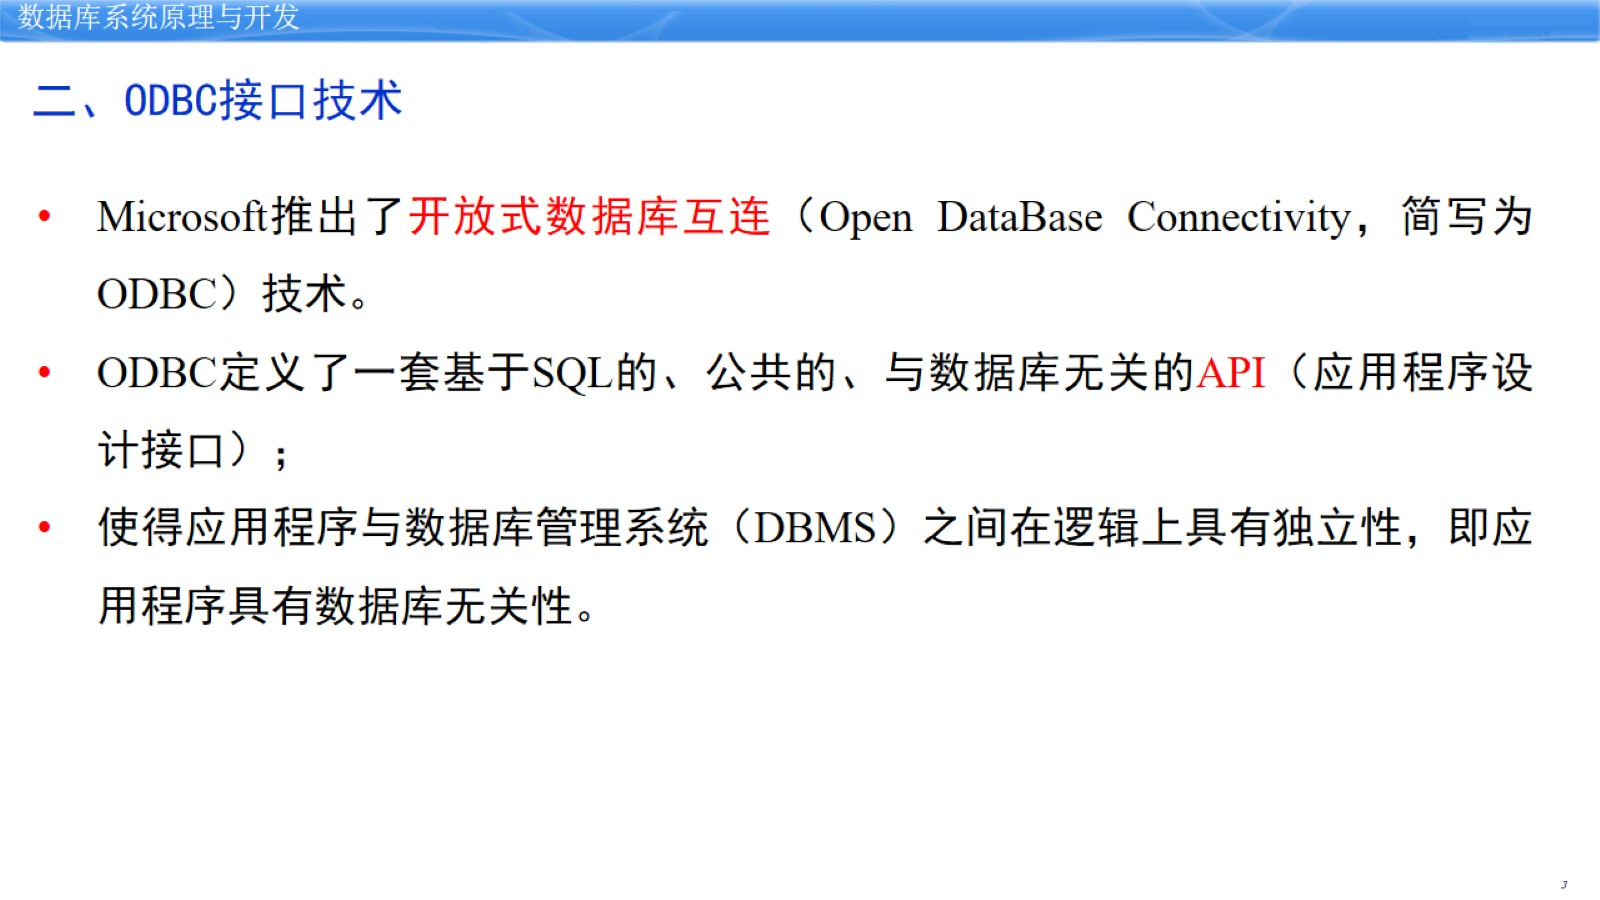 数据库系统原理与开发
二、ODBC接口技术
• Microsoft推出了开放式数据库互连（Open DataBase Connectivity，简写为
ODBC）技术。
• ODBC定义了一套基于SQL的、公共的、与数据库无关的API（应用程序设
计接口）；
• 使得应用程序与数据库管理系统（DBMS）之间在逻辑上具有独立性，即应
用程序具有数据库无关性。
3